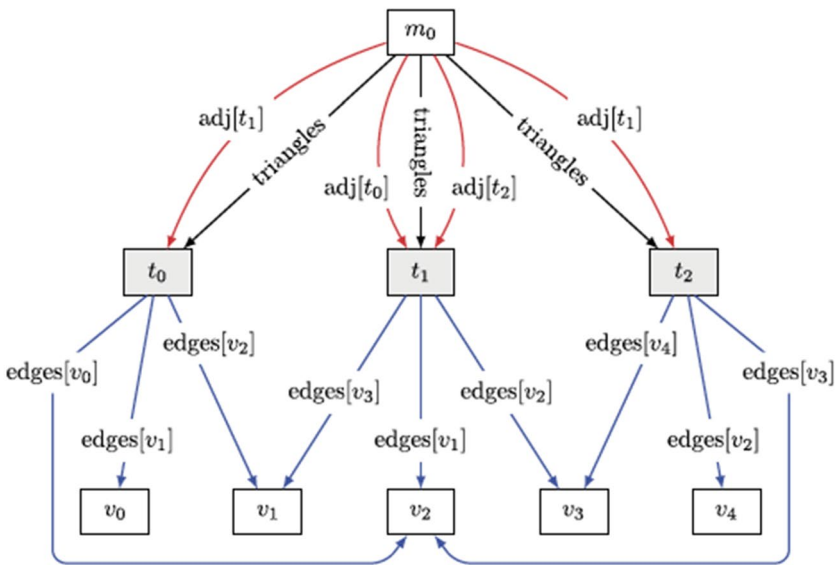 m₀
adj[t₁]
triangles
adj[t₀]
triangles
adj[t₂]
triangles
adj[t₁]
t₀
t₁
t₂
edges[v₀]
edges[v₁]
edges[v₂]
edges[v₃]
edges[v₁]
edges[v₂]
edges[v₄]
edges[v₂]
edges[v₃]
v₀
v₁
v₂
v₃
v₄